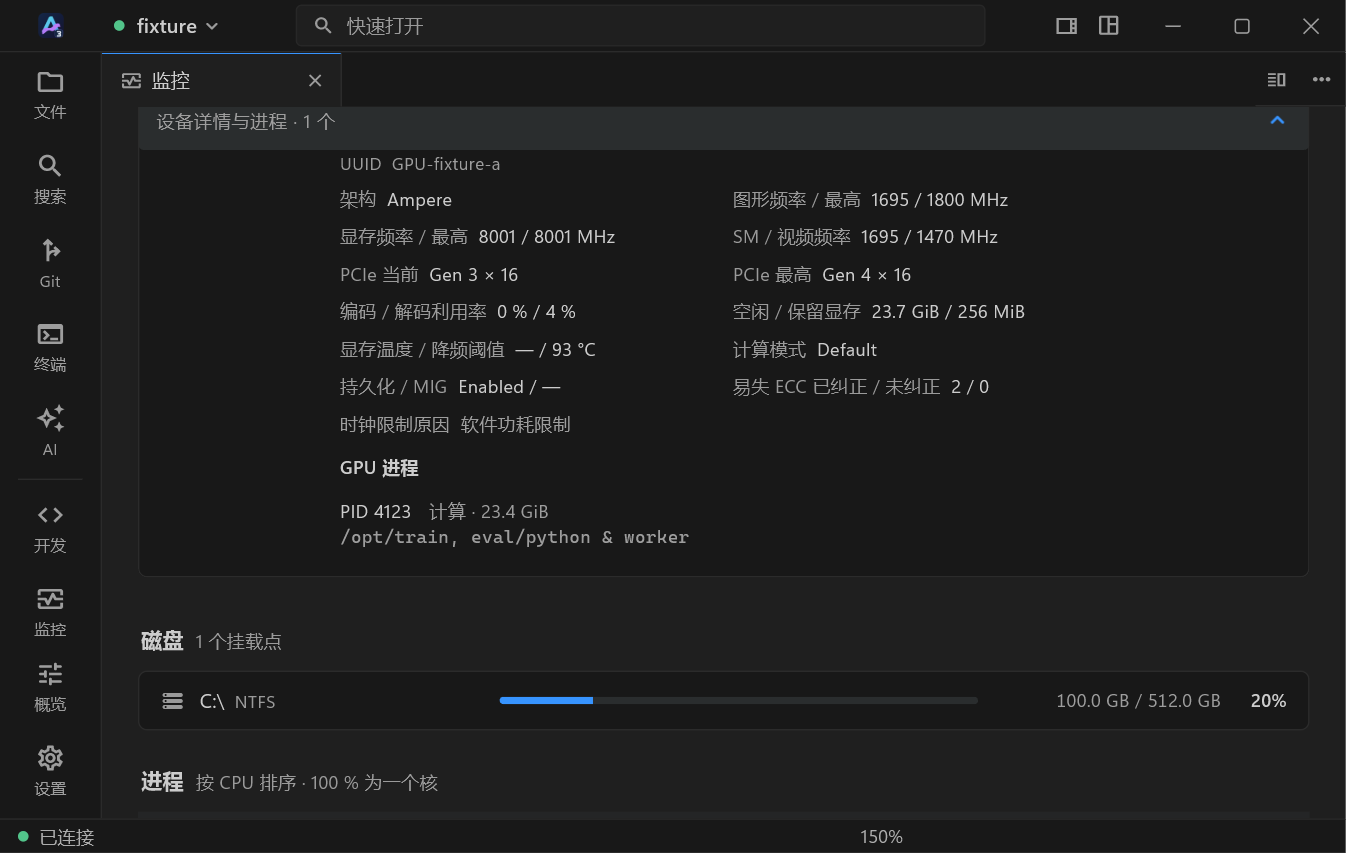 fixture
快速打开
文件
搜索
Git
终端
AI
开发
监控
概览
设置
监控
设备详情与进程 · 1 个
UUID GPU-fixture-a
架构 Ampere
图形频率 / 最高 1695 / 1800 MHz
显存频率 / 最高 8001 / 8001 MHz
SM / 视频频率 1695 / 1470 MHz
PCIe 当前 Gen 3 × 16
PCIe 最高 Gen 4 × 16
编码 / 解码利用率 0 % / 4 %
空闲 / 保留显存 23.7 GiB / 256 MiB
显存温度 / 降频阈值 — / 93 °C
计算模式 Default
持久化 / MIG Enabled / —
易失 ECC 已纠正 / 未纠正 2 / 0
时钟限制原因 软件功耗限制
GPU 进程
PID 4123 计算 · 23.4 GiB
/opt/train, eval/python & worker
磁盘 1 个挂载点
C:\ NTFS 100.0 GB / 512.0 GB 20%
进程 按 CPU 排序 · 100 % 为一个核
已连接
150%